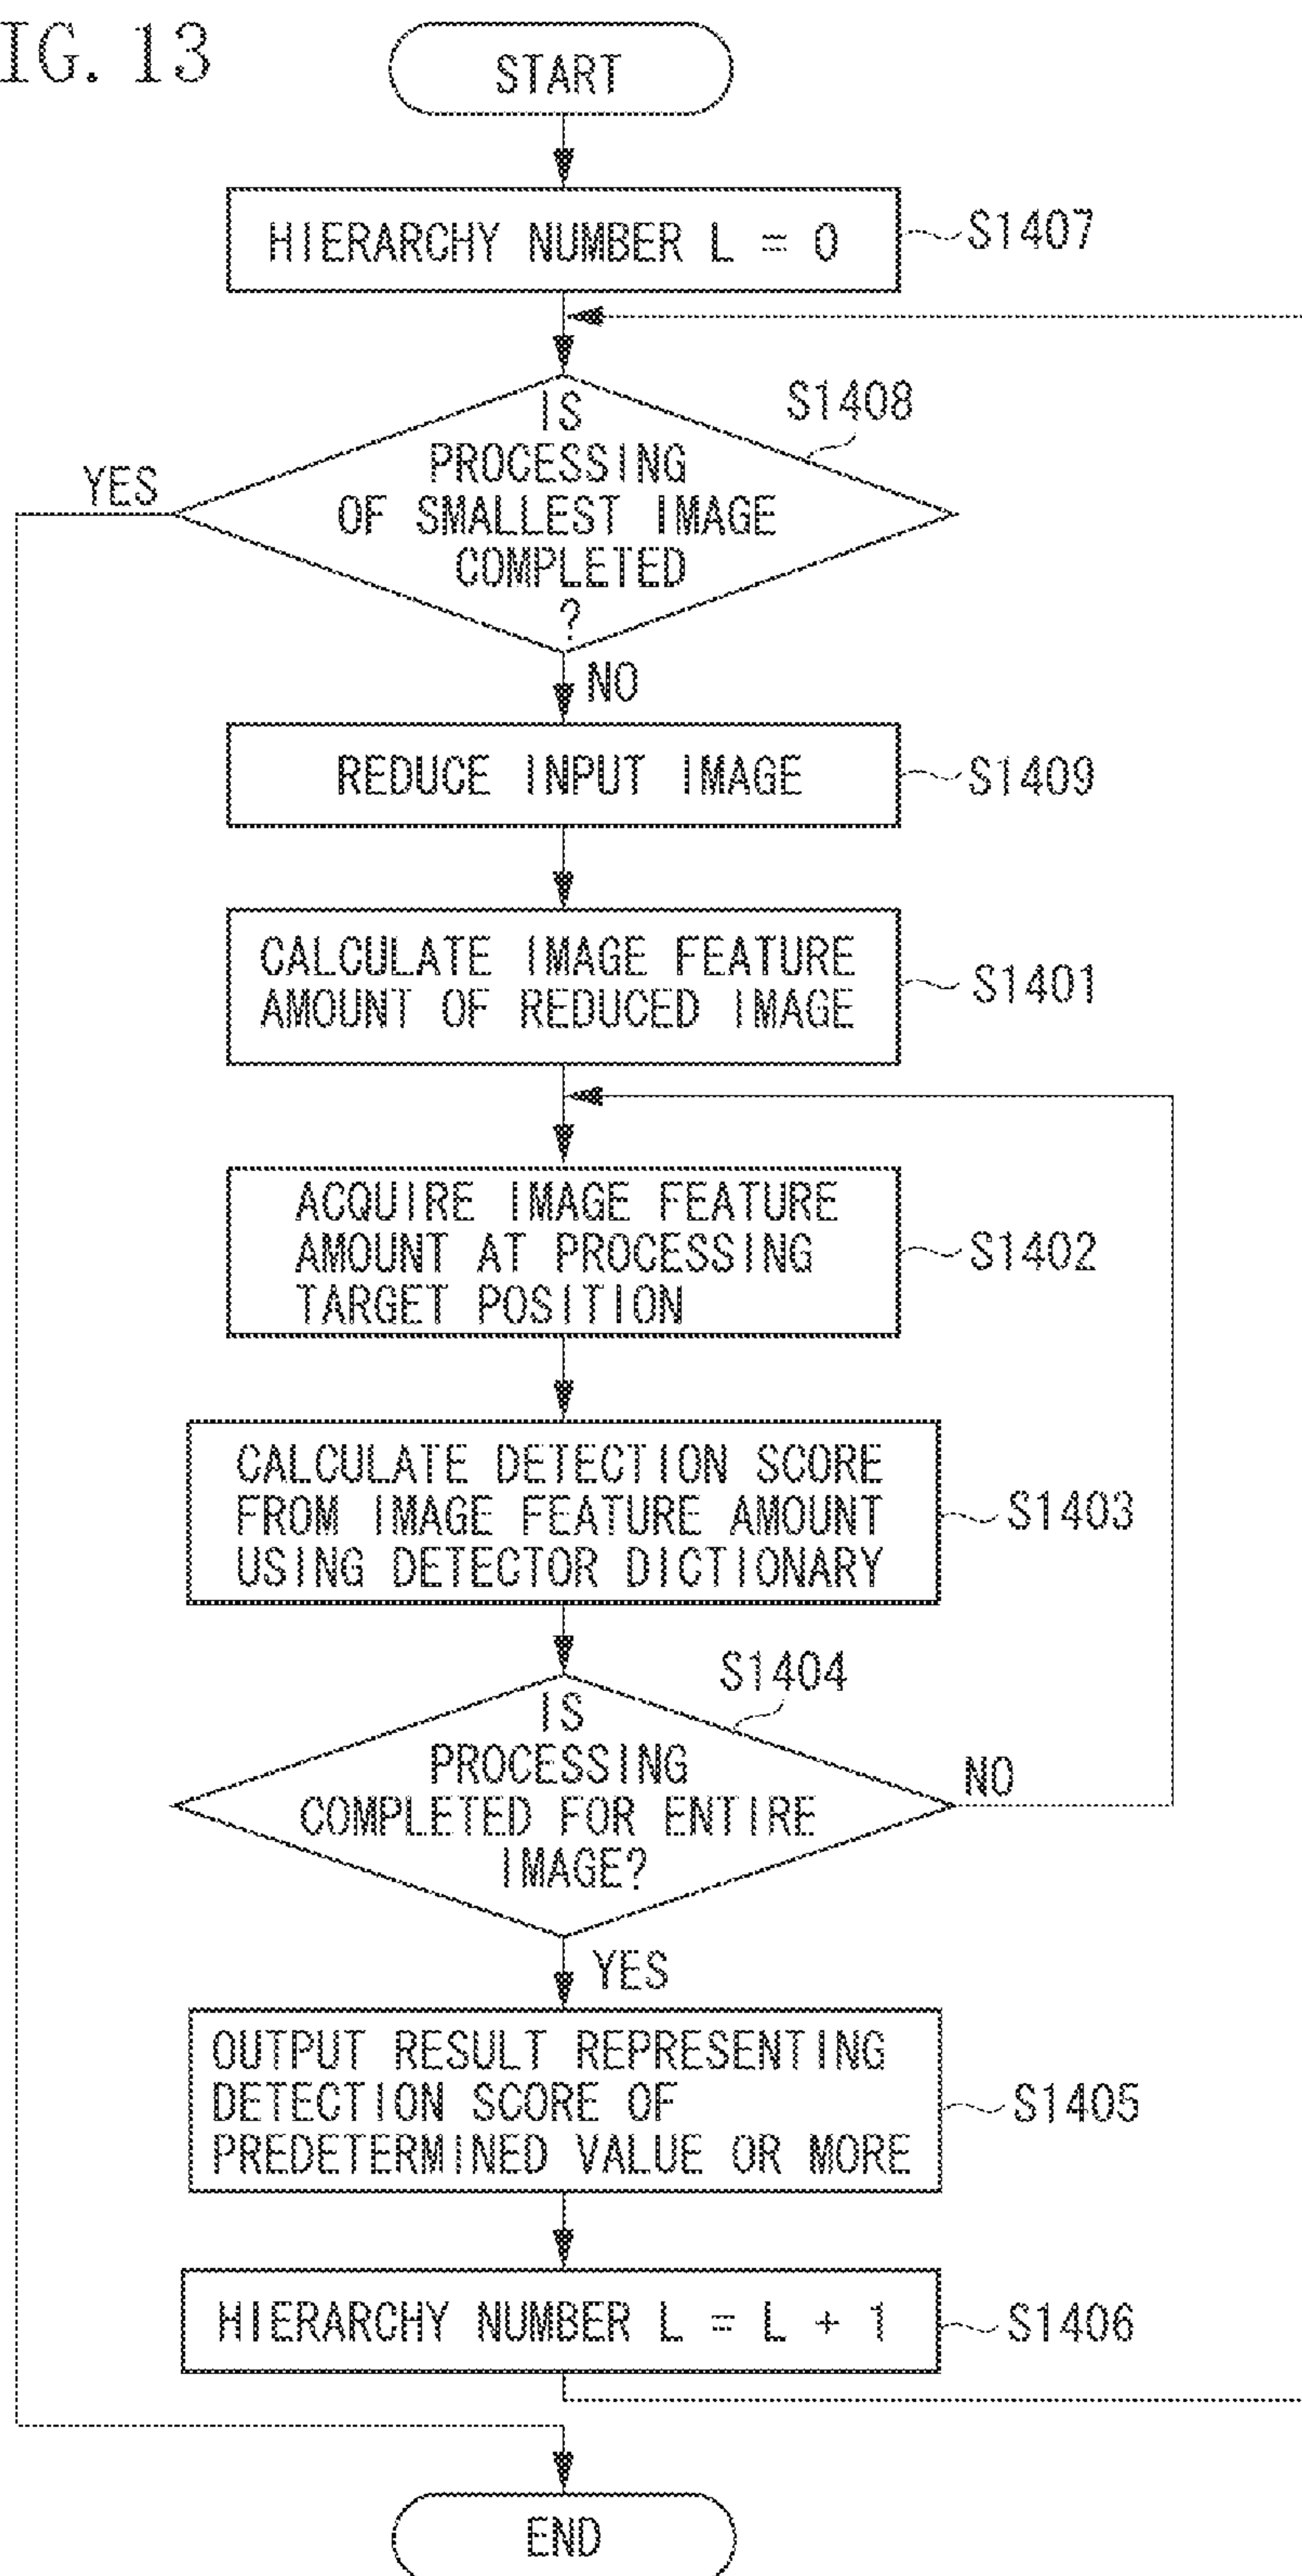 IG. 13
START
HIERARCHY NUMBER L = 0
S1407
S1408
IS
PROCESSING
OF SMALLEST IMAGE
COMPLETED
?
YES
NO
REDUCE INPUT IMAGE
S1409
CALCULATE IMAGE FEATURE
AMOUNT OF REDUCED IMAGE
S1401
ACQUIRE IMAGE FEATURE
AMOUNT AT PROCESSING
TARGET POSITION
S1402
CALCULATE DETECTION SCORE
FROM IMAGE FEATURE AMOUNT
USING DETECTOR DICTIONARY
S1403
S1404
IS
PROCESSING
COMPLETED FOR ENTIRE
IMAGE?
NO
YES
OUTPUT RESULT REPRESENTING
DETECTION SCORE OF
PREDETERMINED VALUE OR MORE
S1405
HIERARCHY NUMBER L = L + 1
S1406
END